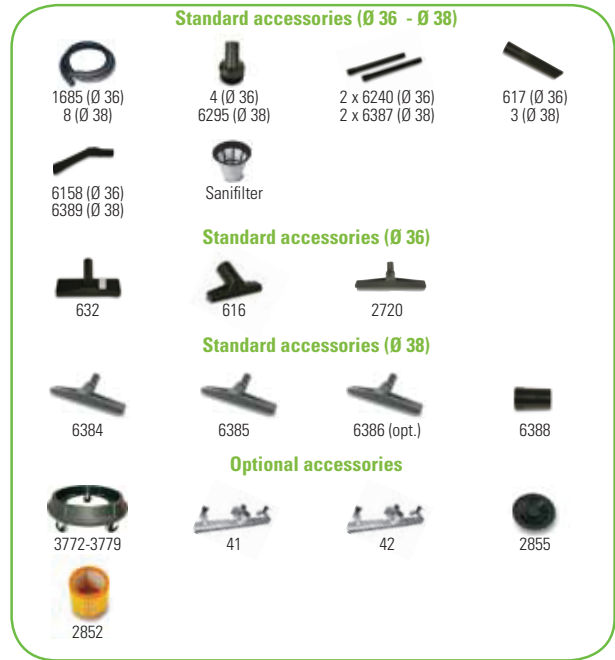 Standard accessories (Ø 36 - Ø 38)
1685 (Ø 36)
8 (Ø 38)
4 (Ø 36)
6295 (Ø 38)
2 x 6240 (Ø 36)
2 x 6387 (Ø 38)
617 (Ø 36)
3 (Ø 38)
6158 (Ø 36)
6389 (Ø 38)
Sanifilter
Standard accessories (Ø 36)
632
616
2720
Standard accessories (Ø 38)
6384
6385
6386 (opt.)
6388
Optional accessories
3772-3779
41
42
2855
2852